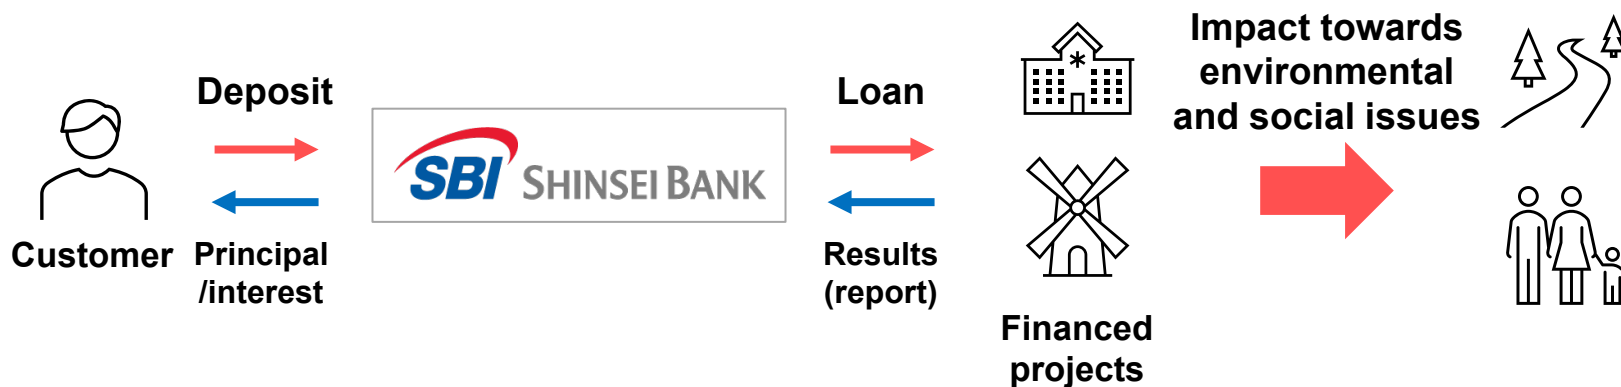 Customer
Deposit
Principal
/interest
SBI SHINSEI BANK
Loan
Results
(report)
Financed
projects
Impact towards
environmental
and social issues